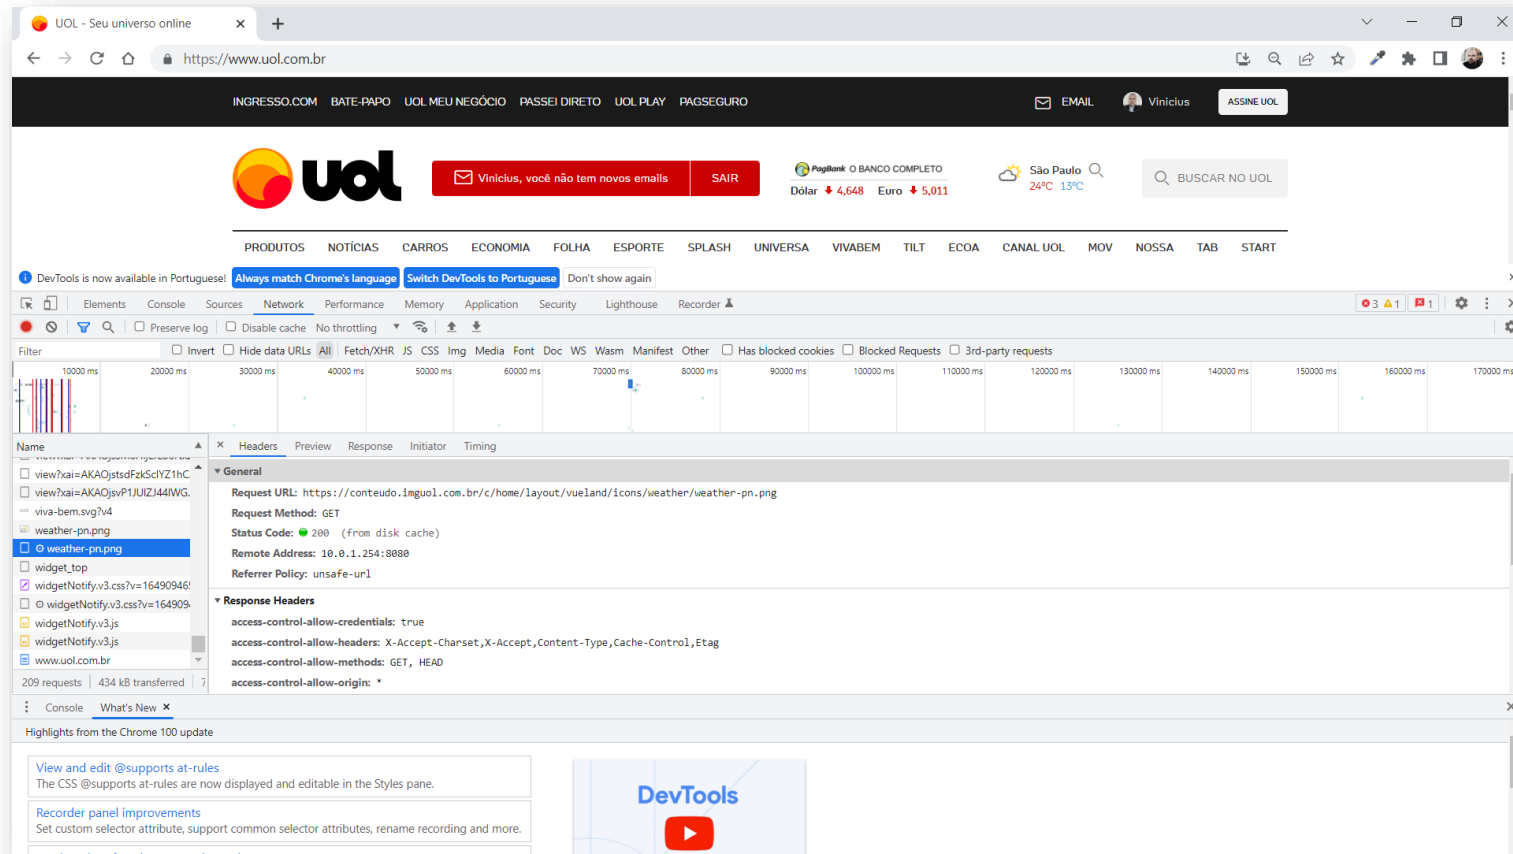 UOL - Seu universo online
https://www.uol.com.br
INGRESSO.COM BATE-PAPO UOL MEU NEGÓCIO PASSEI DIRETO UOL PLAY PAGSEGURO EMAIL Vinicius ASSINE UOL
uol
Vinicius, você não tem novos emails SAIR
PagBank O BANCO COMPLETO
Dólar 4,648 Euro 5,011
São Paulo
24ºC 13ºC
BUSCAR NO UOL
PRODUTOS NOTÍCIAS CARROS ECONOMIA FOLHA ESPORTE SPLASH UNIVERSA VIVABEM TILT ECOA CANAL UOL MOV NOSSA TAB START
DevTools is now available in Portuguese! Always match Chrome's language Switch DevTools to Portuguese Don't show again
Elements Console Sources Network Performance Memory Application Security Lighthouse Recorder 3 1 1
Preserve log Disable cache No throttling
Filter Invert Hide data URLs All Fetch/XHR JS CSS Img Media Font Doc WS Wasm Manifest Other Has blocked cookies Blocked Requests 3rd-party requests
10000 ms 20000 ms 30000 ms 40000 ms 50000 ms 60000 ms 70000 ms 80000 ms 90000 ms 100000 ms 110000 ms 120000 ms 130000 ms 140000 ms 150000 ms 160000 ms 170000 ms
Name
view?xai=AKAOjstsdFzkSclYZ1hC
view?xai=AKAOjsvP1JUIZJ44IWG
viva-bem.svg?v4
weather-pn.png
weather-pn.png
widget_top
widgetNotify.v3.css?v=16490946
widgetNotify.v3.css?v=164909
widgetNotify.v3.js
widgetNotify.v3.js
www.uol.com.br
209 requests 434 kB transferred 7
Headers Preview Response Initiator Timing
General
Request URL: https://conteudo.imguol.com.br/c/home/layout/vueland/icons/weather/weather-pn.png
Request Method: GET
Status Code: 200 (from disk cache)
Remote Address: 10.0.1.254:8080
Referrer Policy: unsafe-url
Response Headers
access-control-allow-credentials: true
access-control-allow-headers: X-Accept-Charset,X-Accept,Content-Type,Cache-Control,Etag
access-control-allow-methods: GET, HEAD
access-control-allow-origin: *
Console What's New
Highlights from the Chrome 100 update
View and edit @supports at-rules
The CSS @supports at-rules are now displayed and editable in the Styles pane.
Recorder panel improvements
Set custom selector attribute, support common selector attributes, rename recording and more.
DevTools